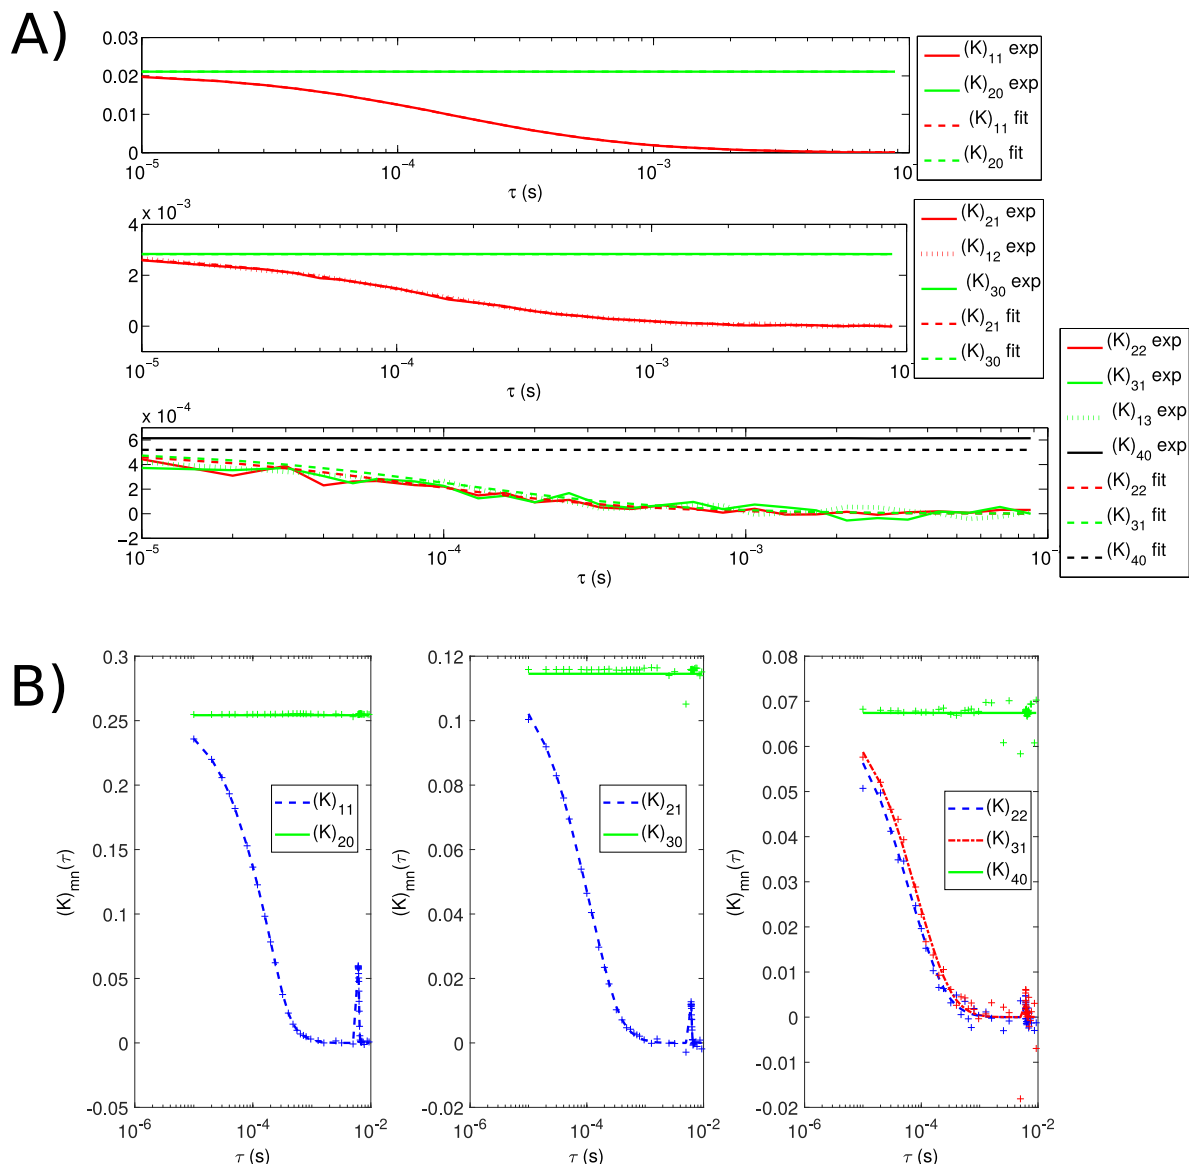 A)
0.03
0.02
0.01
0
10⁻⁵ 10⁻⁴ 10⁻³ 10
τ (s)
(K)₁₁ exp
(K)₂₀ exp
(K)₁₁ fit
(K)₂₀ fit
x 10⁻³
4
2
0
10⁻⁵ 10⁻⁴ 10⁻³ 10
τ (s)
(K)₂₁ exp
(K)₁₂ exp
(K)₃₀ exp
(K)₂₁ fit
(K)₃₀ fit
x 10⁻⁴
6
4
2
0
−2
10⁻⁵ 10⁻⁴ 10⁻³ 10
τ (s)
(K)₂₂ exp
(K)₃₁ exp
(K)₁₃ exp
(K)₄₀ exp
(K)₂₂ fit
(K)₃₁ fit
(K)₄₀ fit
B)
(K)ₘₙ(τ)
0.3
0.25
0.2
0.15
0.1
0.05
0
-0.05
10⁻⁶ 10⁻⁴ 10⁻²
τ (s)
(K)₁₁
(K)₂₀
(K)ₘₙ(τ)
0.12
0.1
0.08
0.06
0.04
0.02
0
-0.02
10⁻⁶ 10⁻⁴ 10⁻²
τ (s)
(K)₂₁
(K)₃₀
(K)ₘₙ(τ)
0.08
0.07
0.06
0.05
0.04
0.03
0.02
0.01
0
-0.01
-0.02
10⁻⁶ 10⁻⁴ 10⁻²
τ (s)
(K)₂₂
(K)₃₁
(K)₄₀